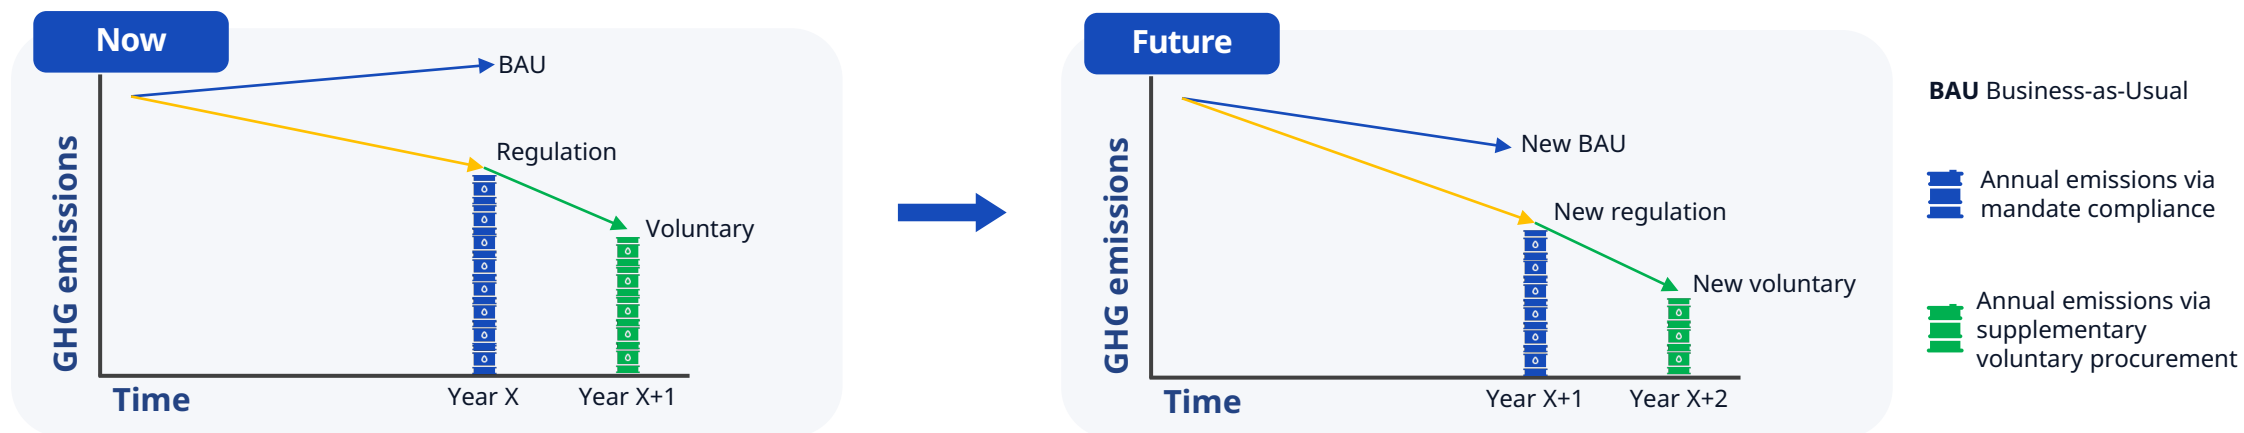 Now
BAU
Regulation
Voluntary
GHG emissions
Time
Year X
Year X+1
Future
New BAU
New regulation
New voluntary
GHG emissions
Time
Year X+1
Year X+2
BAU Business-as-Usual
Annual emissions via
mandate compliance
Annual emissions via
supplementary
voluntary procurement